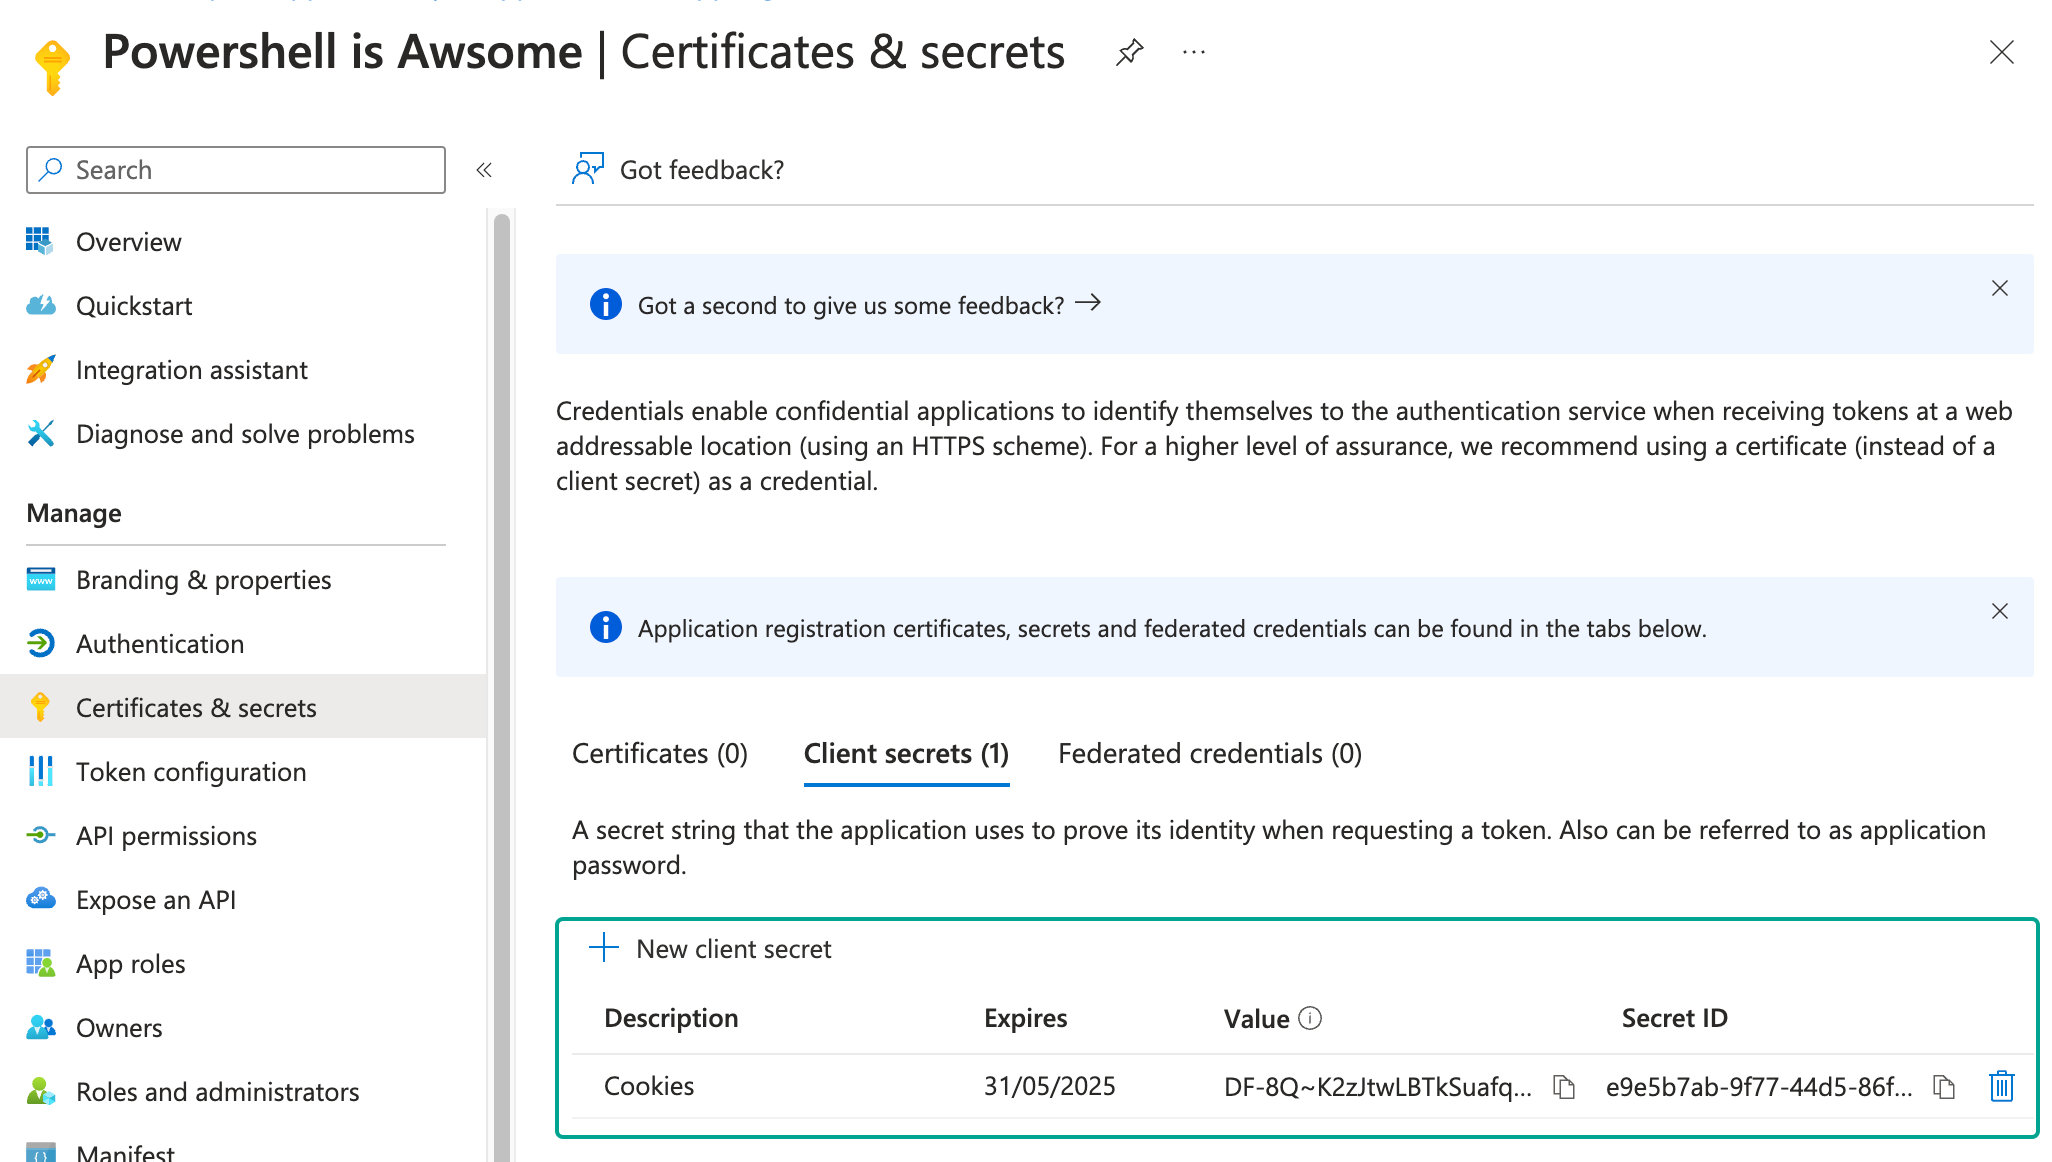 Powershell is Awsome | Certificates & secrets
Search
Got feedback?
Overview
Quickstart
Integration assistant
Diagnose and solve problems
Manage
Branding & properties
Authentication
Certificates & secrets
Token configuration
API permissions
Expose an API
App roles
Owners
Roles and administrators
Manifest
Got a second to give us some feedback?
Credentials enable confidential applications to identify themselves to the authentication service when receiving tokens at a web
addressable location (using an HTTPS scheme). For a higher level of assurance, we recommend using a certificate (instead of a
client secret) as a credential.
Application registration certificates, secrets and federated credentials can be found in the tabs below.
Certificates (0) Client secrets (1) Federated credentials (0)
A secret string that the application uses to prove its identity when requesting a token. Also can be referred to as application
password.
New client secret
Description Expires Value Secret ID
Cookies 31/05/2025 DF-8Q~K2zJtwLBTkSuafq... e9e5b7ab-9f77-44d5-86f...